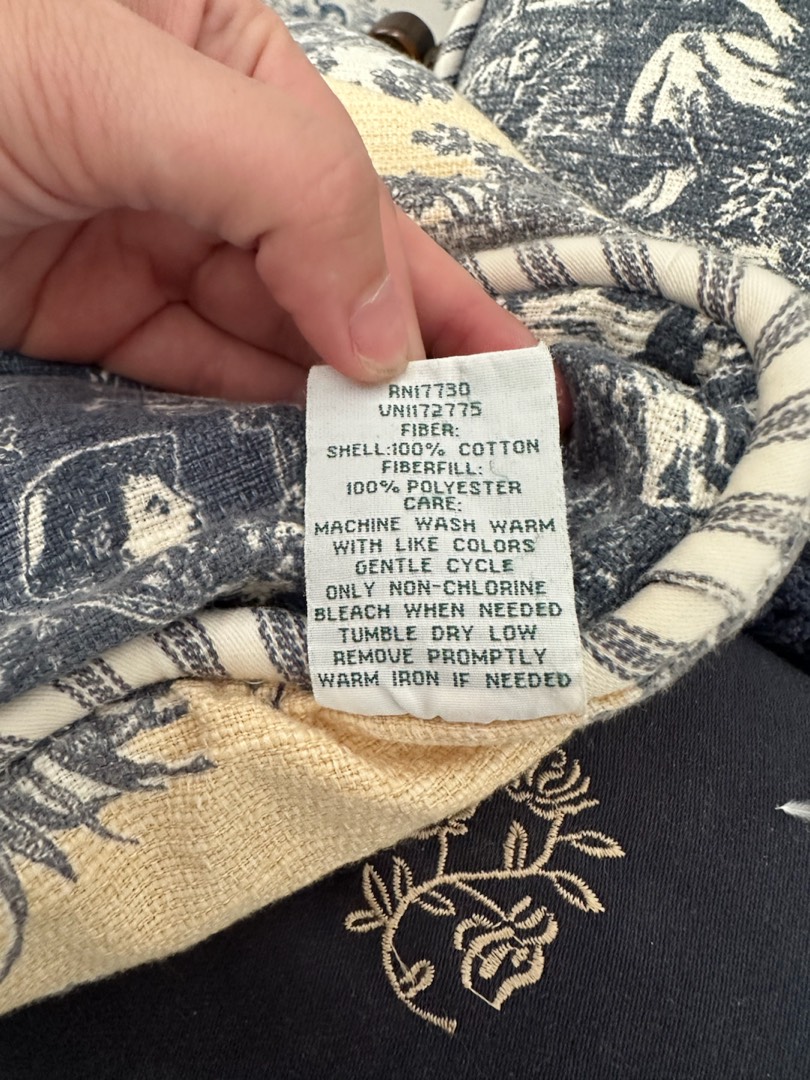 RN17730
VN1172775
FIBER:
SHELL:100% COTTON
FIBERFILL:
100% POLYESTER
CARE:
MACHINE WASH WARM
WITH LIKE COLORS
GENTLE CYCLE
ONLY NON-CHLORINE
BLEACH WHEN NEEDED
TUMBLE DRY LOW
REMOVE PROMPTLY
WARM IRON IF NEEDED